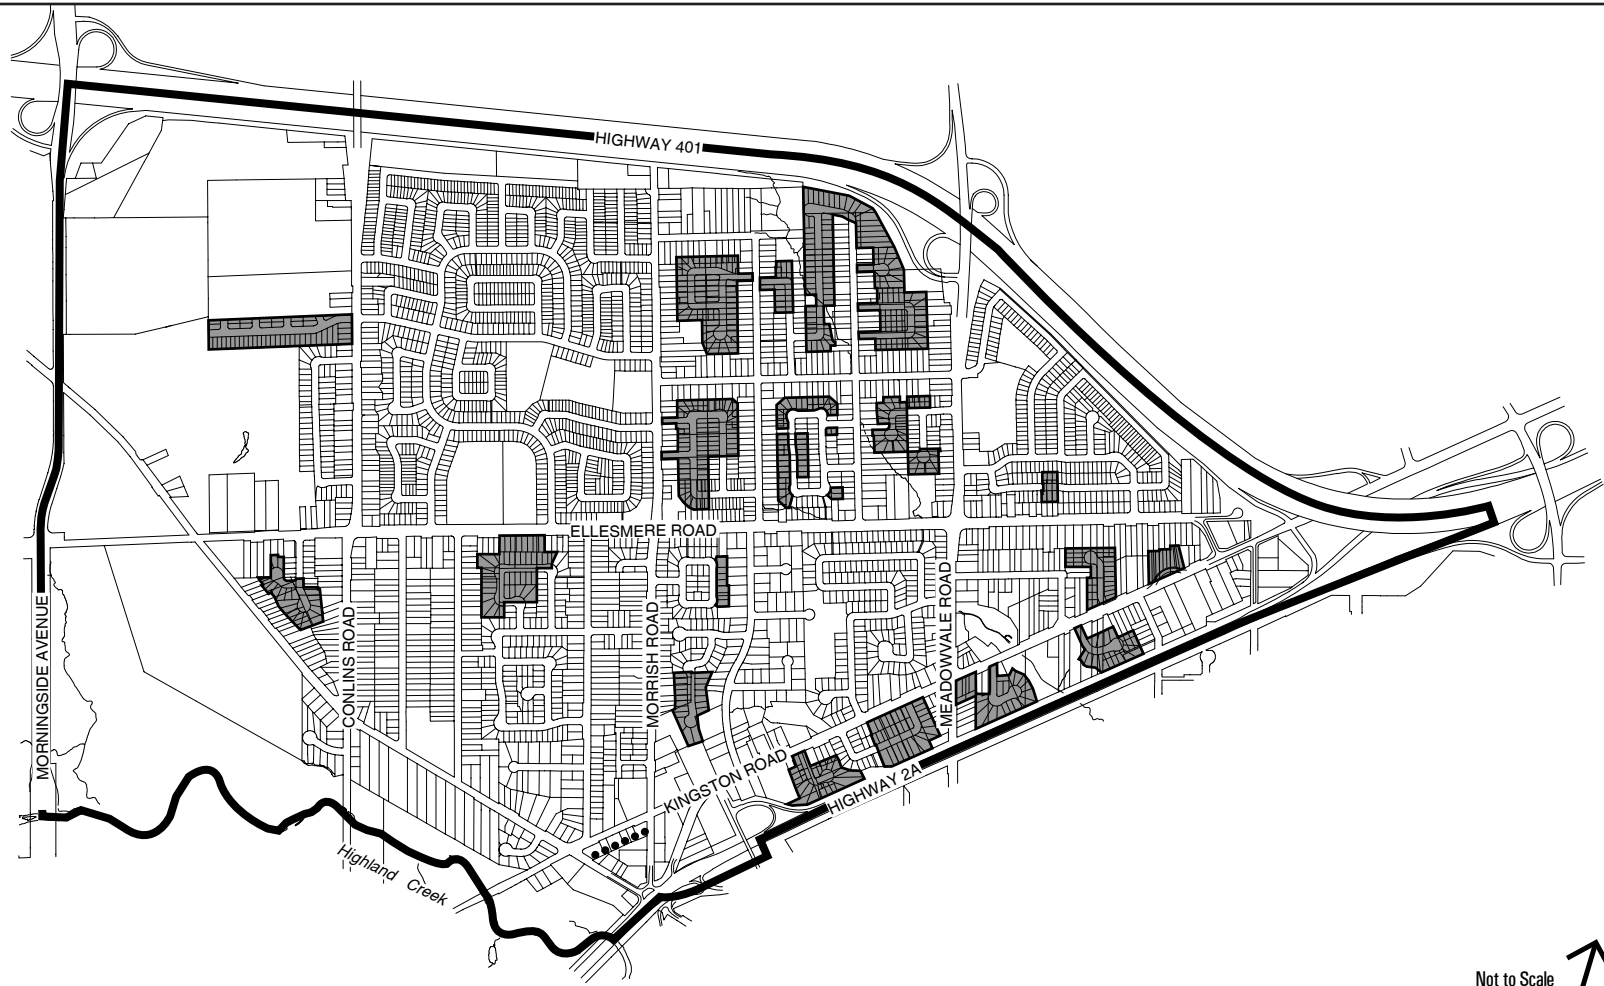 HIGHWAY 401
ELLESMERE ROAD
MORNINGSIDE AVENUE
CONLINS ROAD
MORRISH ROAD
MEADOWVALE ROAD
KINGSTON ROAD
HIGHWAY 2A
Highland Creek
Not to Scale